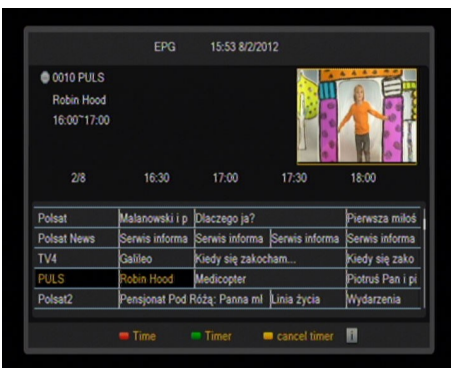 EPG 15:53 8/2/2012
0010 PULS
Robin Hood
16:00~17:00
2/8 16:30 17:00 17:30 18:00
Polsat Malanowski i p Dlaczego ja? Pierwsza miłoś
Polsat News Serwis informa Serwis informa Serwis informa Serwis informa
TV4 Galileo Kiedy się zakocham... Kiedy się zako
PULS Robin Hood Medicopter Piotruś Pan i pi
Polsat2 Pensjonat Pod Różą: Panna mł Linia życia Wydarzenia
Time Timer cancel timer i